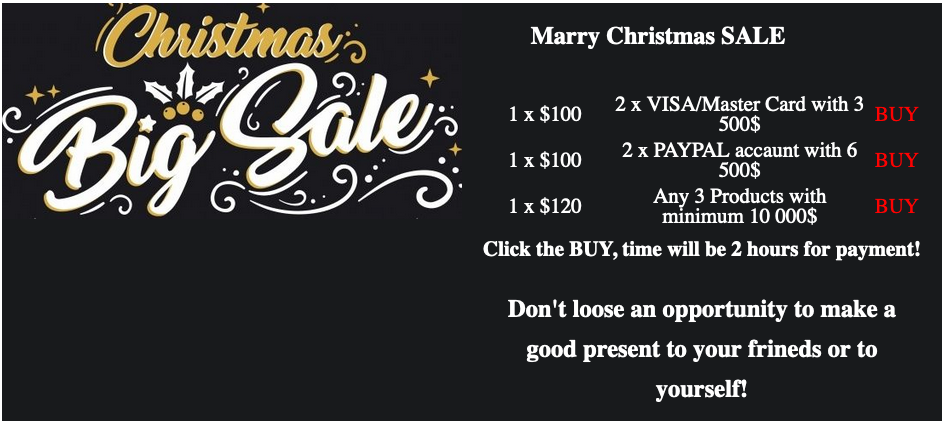 Christmas
Big Sale
Marry Christmas SALE
1 x $100 2 x VISA/Master Card with 3 500$ BUY
1 x $100 2 x PAYPAL accaunt with 6 500$ BUY
1 x $120 Any 3 Products with minimum 10 000$ BUY
Click the BUY, time will be 2 hours for payment!
Don't loose an opportunity to make a
good present to your frineds or to
yourself!